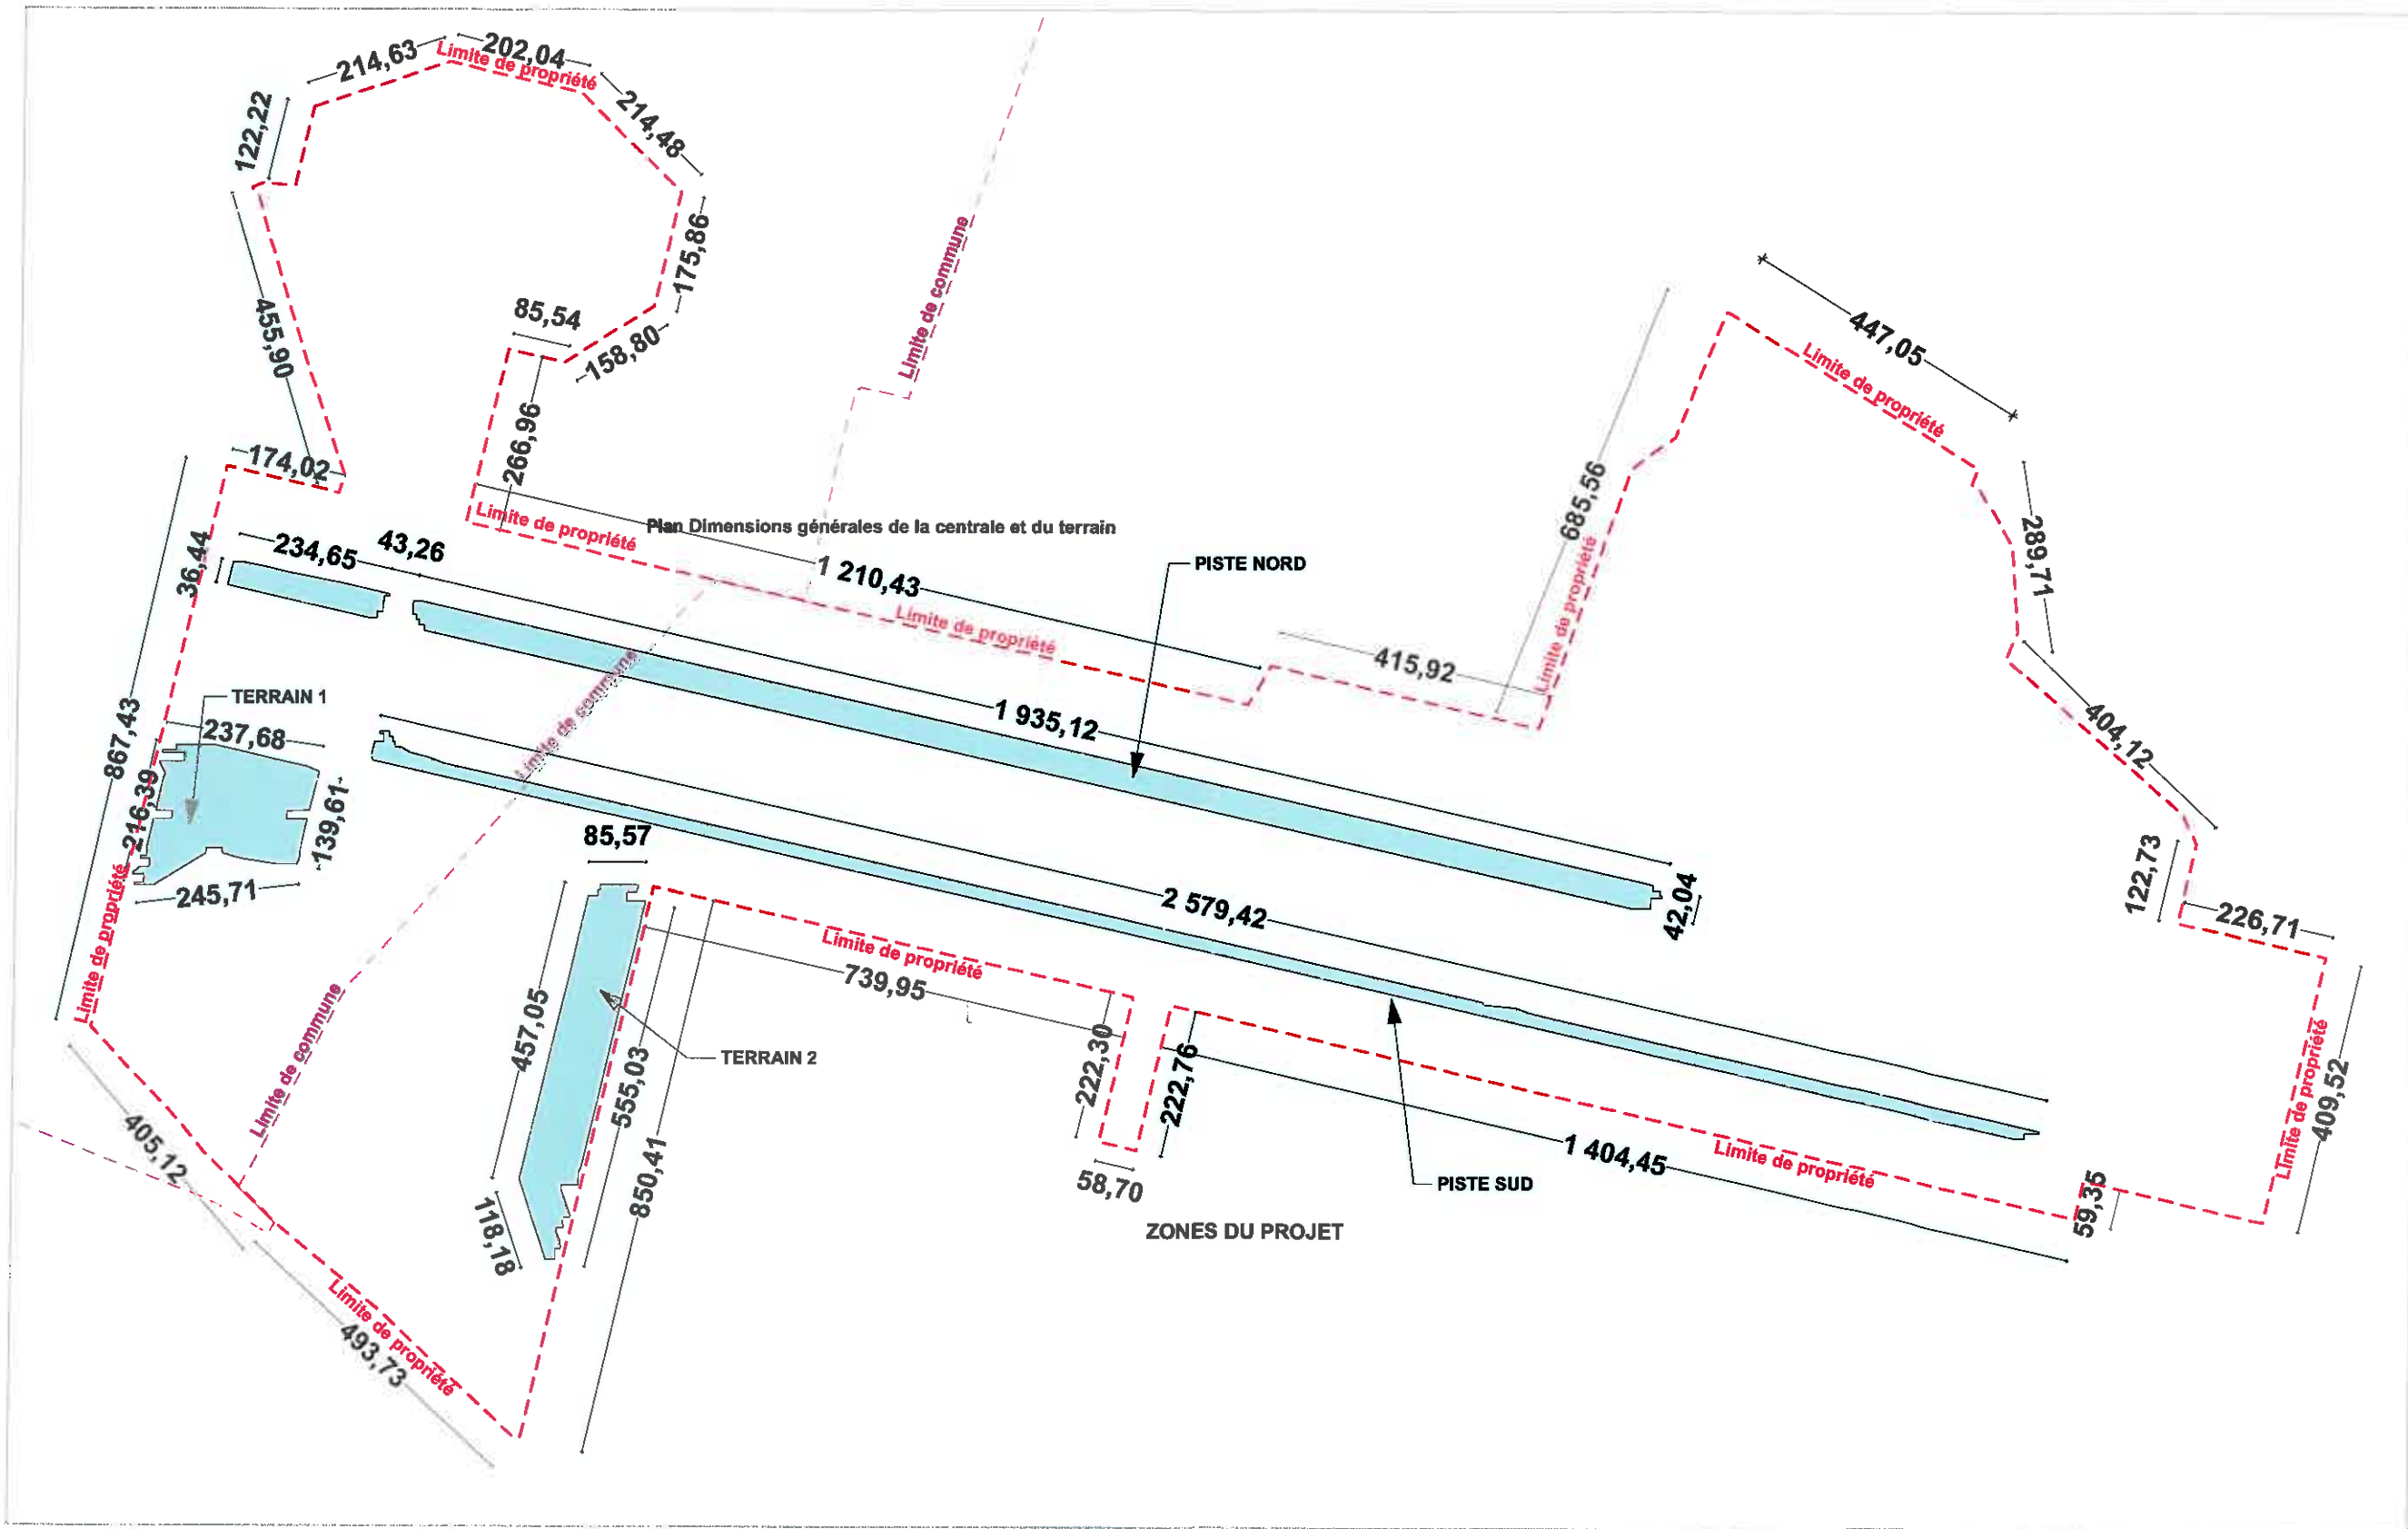 214,63
202,04
Limite de propriété
214,48
122,22
175,86
Limite de commune
455,90
85,54
158,80
447,05
Limite de propriété
266,96
174,02
685,56
Limite de propriété
Plan Dimensions générales de la centrale et du terrain
289,71
36,44
234,65
43,26
1 210,43
PISTE NORD
Limite de propriété
Limite de propriété
415,92
Limite de commune
TERRAIN 1
867,43
237,68
1 935,12
404,12
216,39
139,61
85,57
245,71
Limite de propriété
2 579,42
42,04
122,73
226,71
Limite de propriété
739,95
457,05
Limite de commune
555,03
TERRAIN 2
222,30
222,76
Limite de propriété
409,52
405,12
850,41
58,70
1 404,45
Limite de propriété
PISTE SUD
59,35
118,18
ZONES DU PROJET
Limite de propriété
493,73